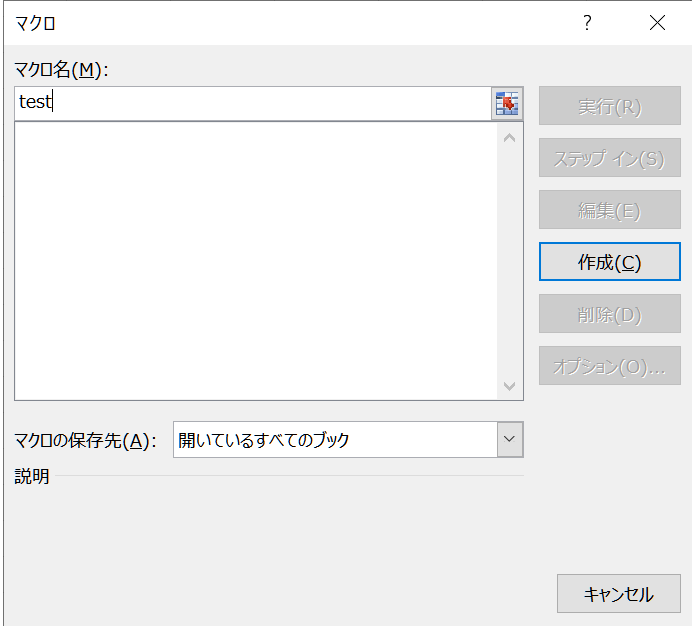 マクロ
?
マクロ名(M):
test
実行(R)
ステップ イン(S)
編集(E)
作成(C)
削除(D)
オプション(O)...
マクロの保存先(A):
開いているすべてのブック
説明
キャンセル